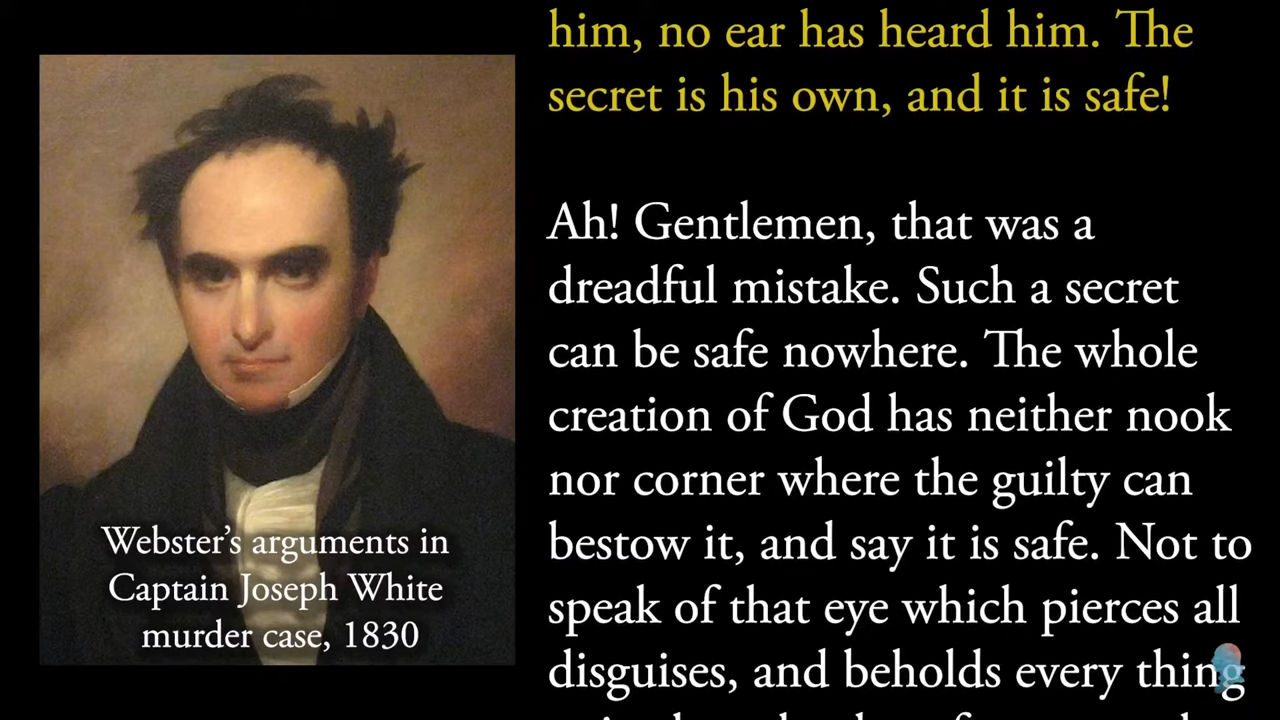 him, no ear has heard him. The
secret is his own, and it is safe!
Ah! Gentlemen, that was a
dreadful mistake. Such a secret
can be safe nowhere. The whole
creation of God has neither nook
nor corner where the guilty can
bestow it, and say it is safe. Not to
speak of that eye which pierces all
disguises, and beholds every thing
Webster's arguments in
Captain Joseph White
murder case, 1830